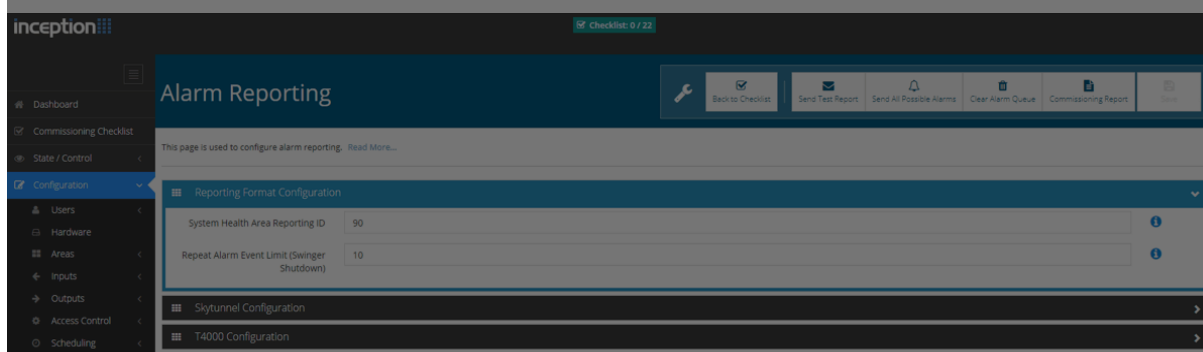 inception
Checklist: 0 / 22
Alarm Reporting
Back to Checklist
Send Test Report
Send All Possible Alarms
Clear Alarm Queue
Commissioning Report
Save
Dashboard
Commissioning Checklist
State / Control
Configuration
Users
Hardware
Areas
Inputs
Outputs
Access Control
Scheduling
This page is used to configure alarm reporting. Read More...
Reporting Format Configuration
System Health Area Reporting ID 90
Repeat Alarm Event Limit (Swinger 10
Shutdown)
Skytunnel Configuration
T4000 Configuration